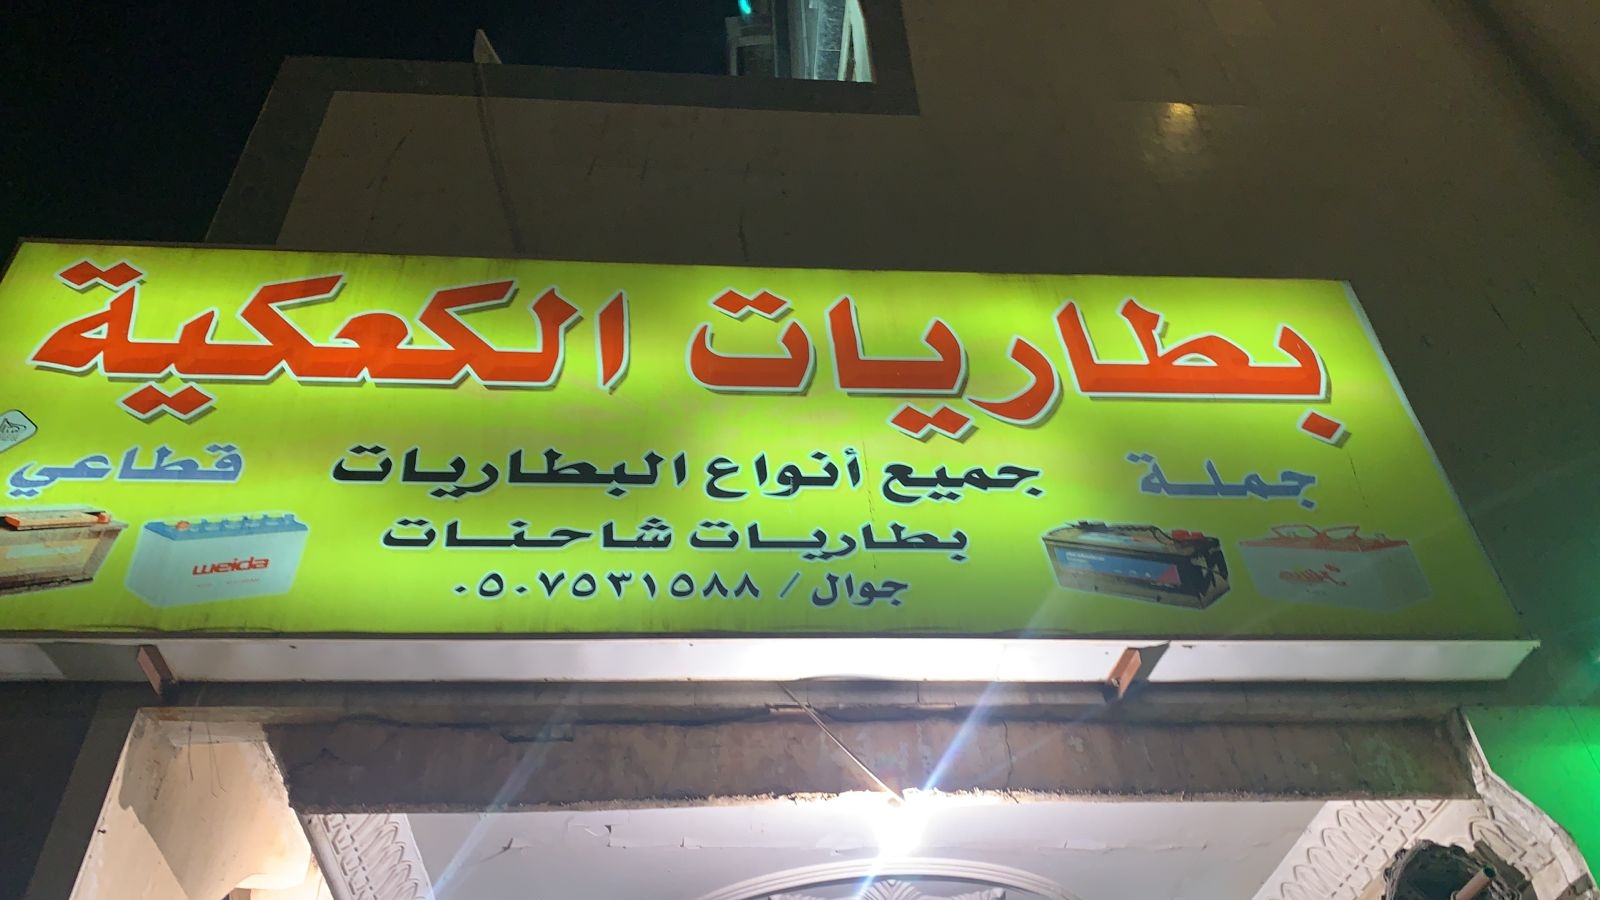 بطاريات الكعكية
جملة جميع أنواع البطاريات قطاعي
بطاريات شاحنات
جوال / ٠٥٠٧٥٣١٥٨٨
weida